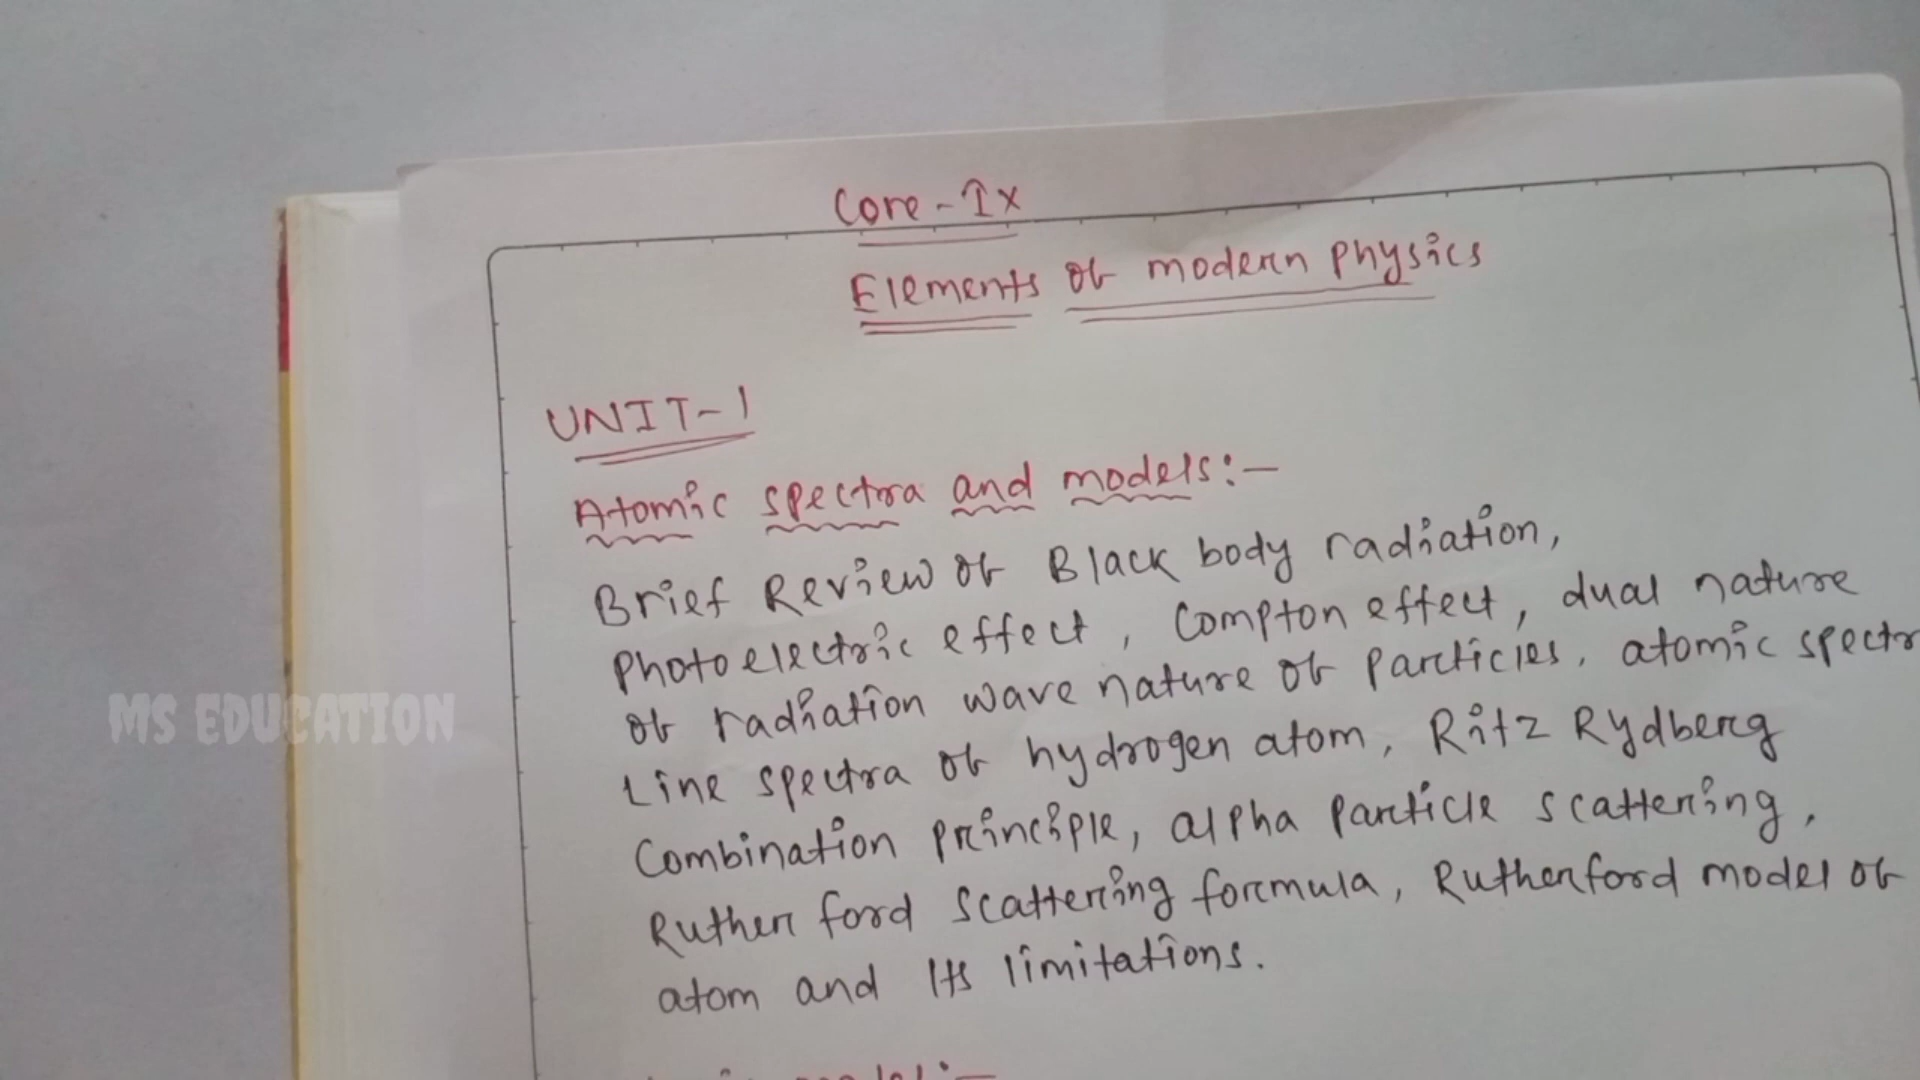 Core-Ix
Elements of modern physics
UNIT-1
Atomic spectra and models:-
Brief Review of Black body radiation,
Photoelectric effect, Compton effect, dual nature
of radiation wave nature of particles, atomic spectr
Line spectra of hydrogen atom, Ritz Rydberg
Combination principle, alpha particle scattering,
Ruther ford scattering formula, Rutherford model of
atom and Its limitations.
MS EDUCATION